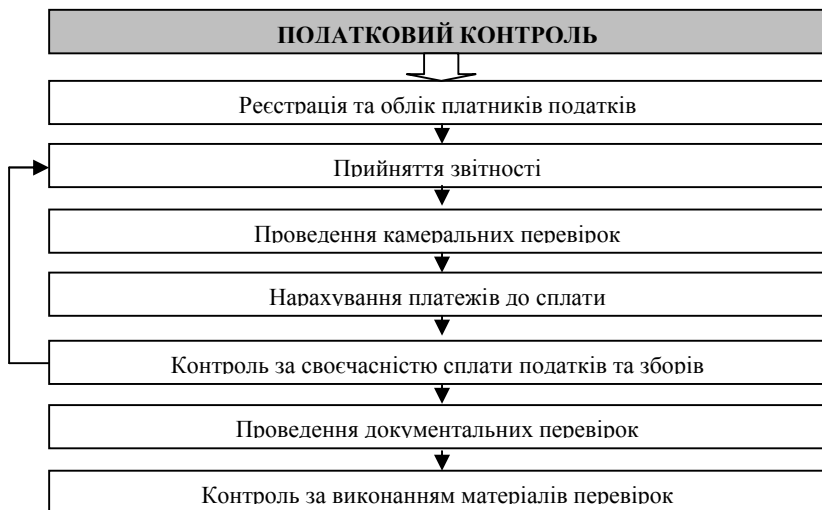 ПОДАТКОВИЙ КОНТРОЛЬ
Реєстрація та облік платників податків
Прийняття звітності
Проведення камеральних перевірок
Нарахування платежів до сплати
Контроль за своєчасністю сплати податків та зборів
Проведення документальних перевірок
Контроль за виконанням матеріалів перевірок